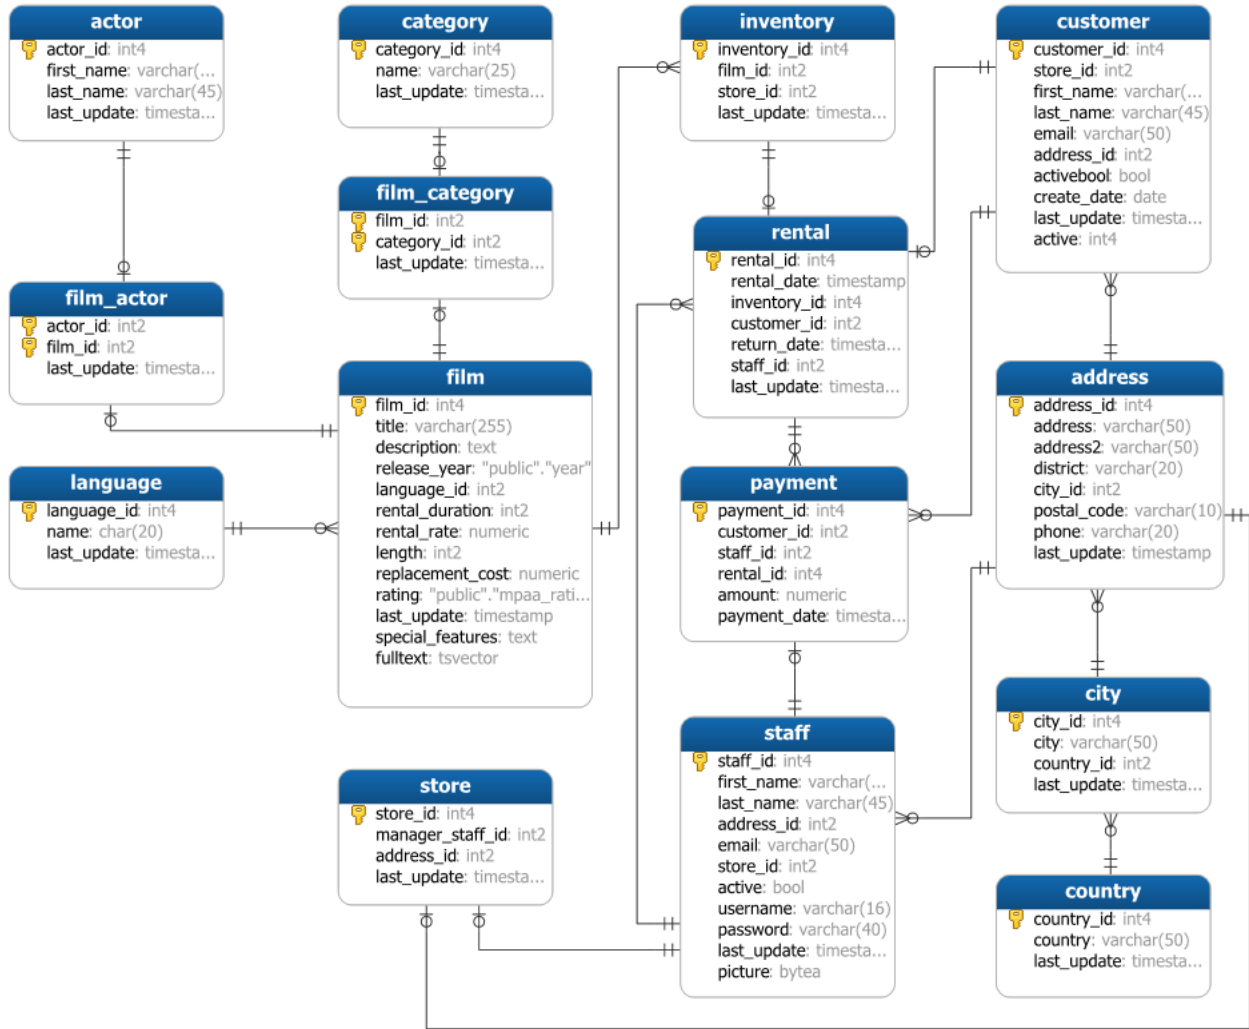 actor
actor_id: int4
first_name: varchar(...
last_name: varchar(45)
last_update: timesta...
category
category_id: int4
name: varchar(25)
last_update: timesta...
inventory
inventory_id: int4
film_id: int2
store_id: int2
last_update: timesta...
customer
customer_id: int4
store_id: int2
first_name: varchar(...
last_name: varchar(45)
email: varchar(50)
address_id: int2
activebool: bool
create_date: date
last_update: timesta...
active: int4
film_category
film_id: int2
category_id: int2
last_update: timesta...
rental
rental_id: int4
rental_date: timestamp
inventory_id: int4
customer_id: int2
return_date: timesta...
staff_id: int2
last_update: timesta...
film_actor
actor_id: int2
film_id: int2
last_update: timesta...
film
film_id: int4
title: varchar(255)
description: text
release_year: "public"."year"
language_id: int2
rental_duration: int2
rental_rate: numeric
length: int2
replacement_cost: numeric
rating: "public"."mpaa_rati...
last_update: timestamp
special_features: text
fulltext: tsvector
address
address_id: int4
address: varchar(50)
address2: varchar(50)
district: varchar(20)
city_id: int2
postal_code: varchar(10)
phone: varchar(20)
last_update: timestamp
language
language_id: int4
name: char(20)
last_update: timesta...
payment
payment_id: int4
customer_id: int2
staff_id: int2
rental_id: int4
amount: numeric
payment_date: timesta...
city
city_id: int4
city: varchar(50)
country_id: int2
last_update: timesta...
staff
staff_id: int4
first_name: varchar(...
last_name: varchar(45)
address_id: int2
email: varchar(50)
store_id: int2
active: bool
username: varchar(16)
password: varchar(40)
last_update: timesta...
picture: bytea
store
store_id: int4
manager_staff_id: int2
address_id: int2
last_update: timesta...
country
country_id: int4
country: varchar(50)
last_update: timesta...